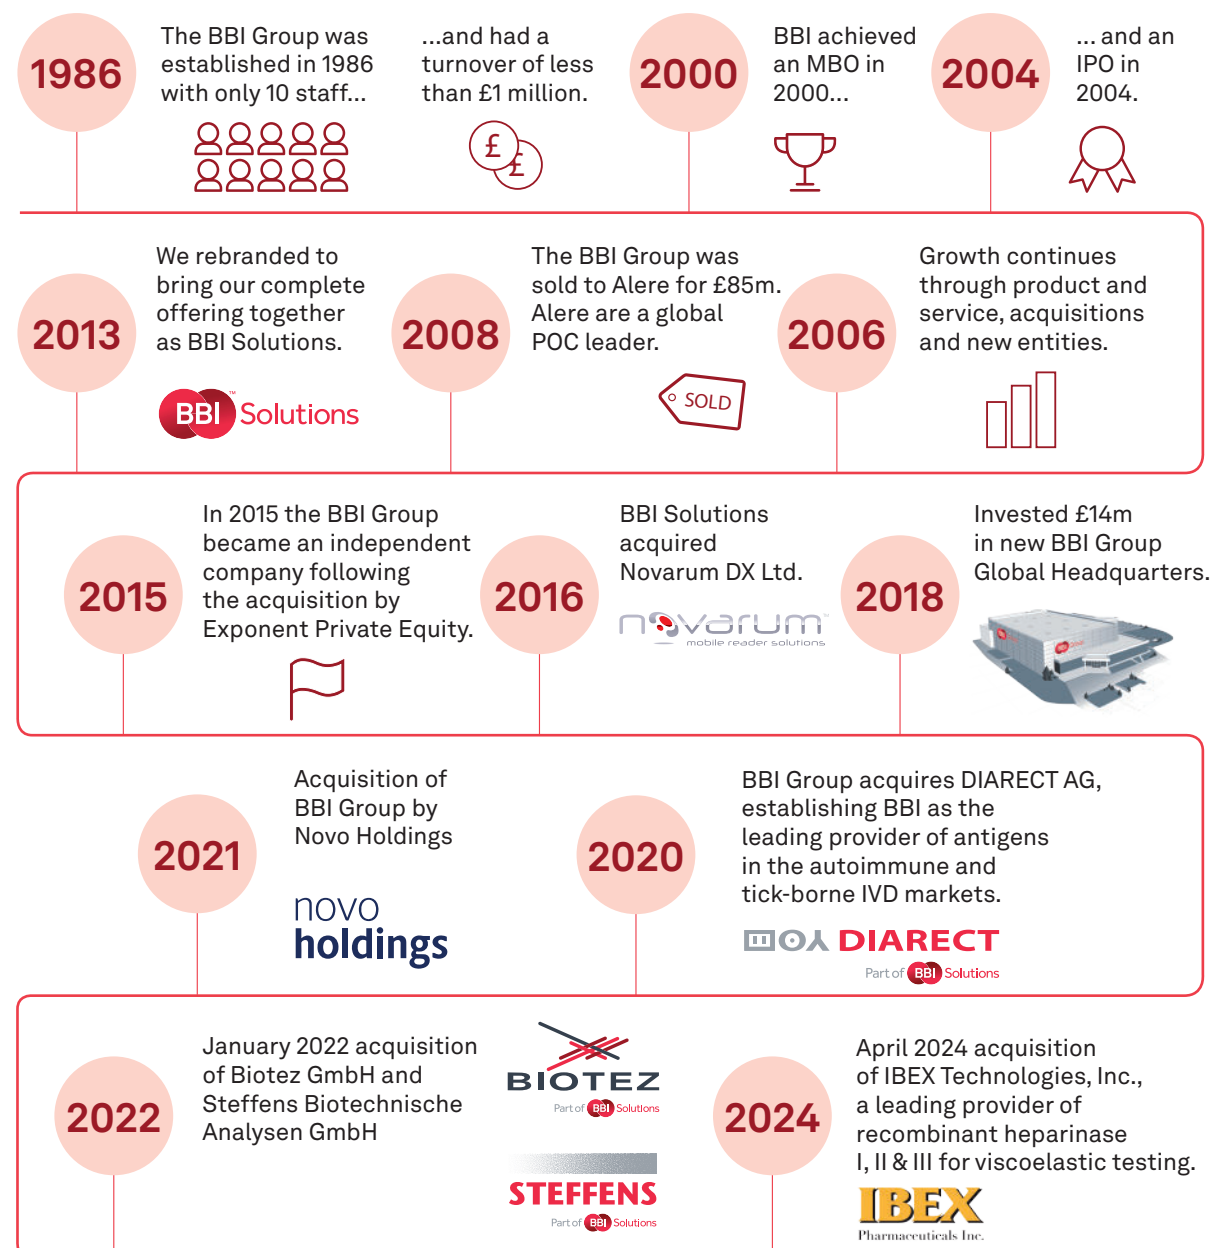 1986
The BBI Group was
established in 1986
with only 10 staff...
...and had a
turnover of less
than £1 million.
£
£
2000
BBI achieved
an MBO in
2000...
2004
... and an
IPO in
2004.
2013
We rebranded to
bring our complete
offering together
as BBI Solutions.
BBI Solutions™
2008
The BBI Group was
sold to Alere for £85m.
Alere are a global
POC leader.
SOLD
2006
Growth continues
through product and
service, acquisitions
and new entities.
2015
In 2015 the BBI Group
became an independent
company following
the acquisition by
Exponent Private Equity.
2016
BBI Solutions
acquired
Novarum DX Ltd.
novarum™
mobile reader solutions
2018
Invested £14m
in new BBI Group
Global Headquarters.
2021
Acquisition of
BBI Group by
Novo Holdings
novo
holdings
2020
BBI Group acquires DIARECT AG,
establishing BBI as the
leading provider of antigens
in the autoimmune and
tick-borne IVD markets.
DIARECT
Part of BBI Solutions
2022
January 2022 acquisition
of Biotez GmbH and
Steffens Biotechnische
Analysen GmbH
BIOTEZ
Part of BBI Solutions
STEFFENS
Part of BBI Solutions
2024
April 2024 acquisition
of IBEX Technologies, Inc.,
a leading provider of
recombinant heparinase
I, II & III for viscoelastic testing.
IBEX
Pharmaceuticals Inc.